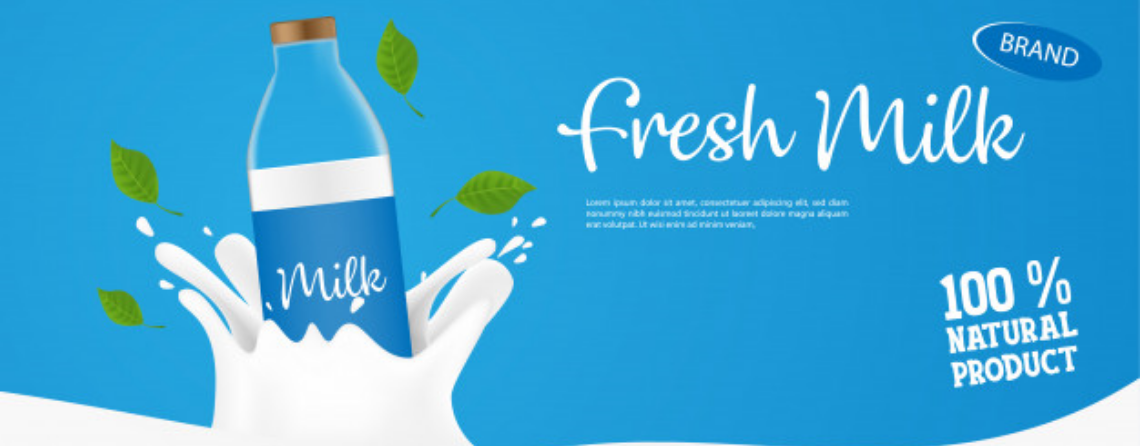 BRAND
Fresh Milk
Lorem ipsum dolor sit amet, consectetuer adipiscing elit, sed diam
nonummy nibh euismod tincidunt ut laoreet dolore magna aliquam
erat volutpat. Ut wisi enim ad minim veniam,
Milk
100 %
NATURAL
PRODUCT